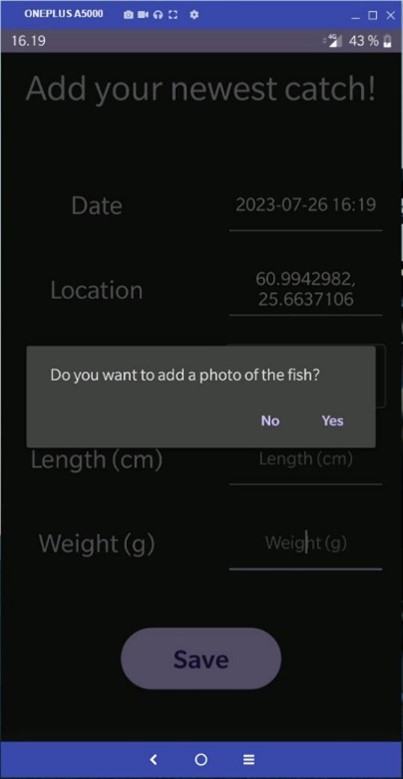 ONEPLUS A5000
16.19
4G
43 %
Add your newest catch!
Date
2023-07-26 16:19
Location
60.9942982,
25.6637106
Do you want to add a photo of the fish?
No
Yes
Length (cm)
Length (cm)
Weight (g)
Weight (g)
Save